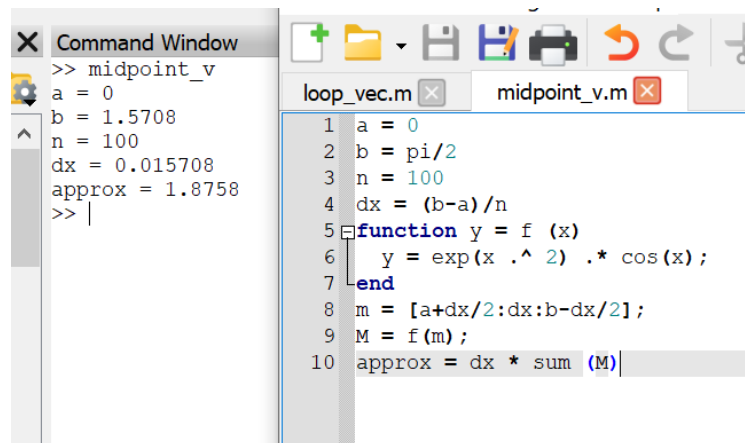 Command Window
>> midpoint_v
a = 0
b = 1.5708
n = 100
dx = 0.015708
approx = 1.8758
>>
loop_vec.m
midpoint_v.m
1 a = 0
2 b = pi/2
3 n = 100
4 dx = (b-a)/n
5 function y = f (x)
6 y = exp(x .^ 2) .* cos(x);
7 end
8 m = [a+dx/2:dx:b-dx/2];
9 M = f(m);
10 approx = dx * sum (M)